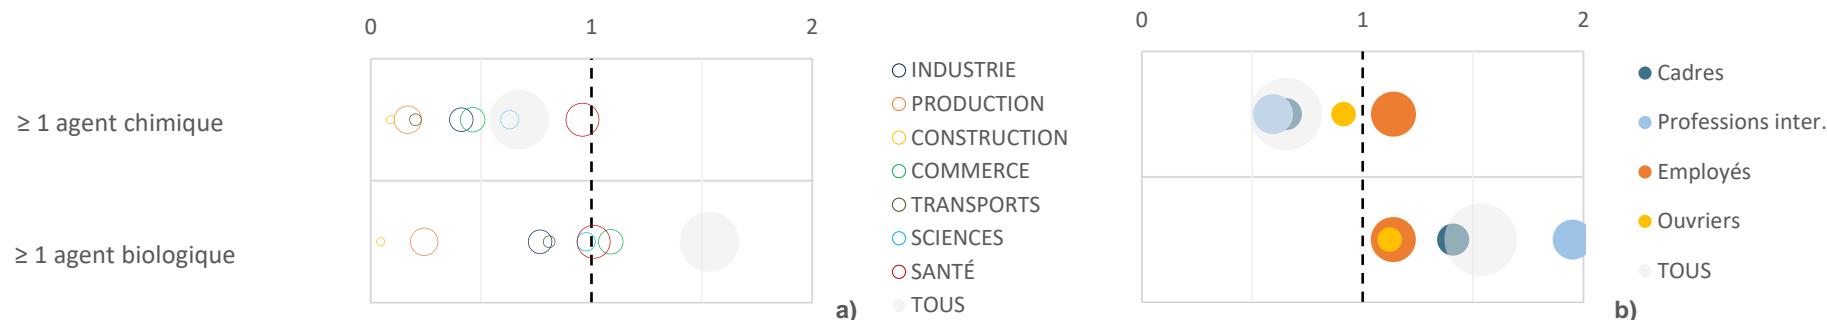 0 1 2
≥ 1 agent chimique
≥ 1 agent biologique
INDUSTRIE
PRODUCTION
CONSTRUCTION
COMMERCE
TRANSPORTS
SCIENCES
SANTÉ
TOUS
a)
0 1 2
Cadres
Professions inter.
Employés
Ouvriers
TOUS
b)